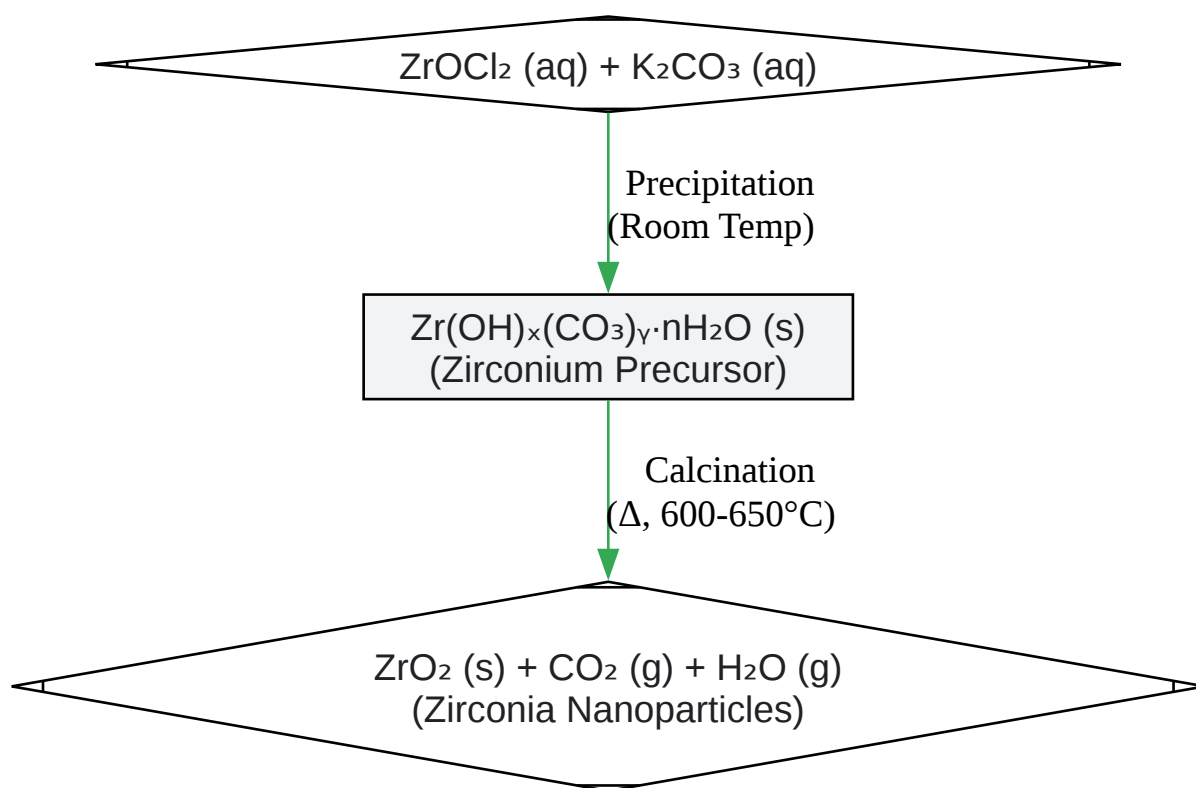 ZrOCl₂ (aq) + K₂CO₃ (aq)
Precipitation
(Room Temp)
Zr(OH)ₓ(CO₃)ᵧ·nH₂O (s)
(Zirconium Precursor)
Calcination
(Δ, 600-650°C)
ZrO₂ (s) + CO₂ (g) + H₂O (g)
(Zirconia Nanoparticles)